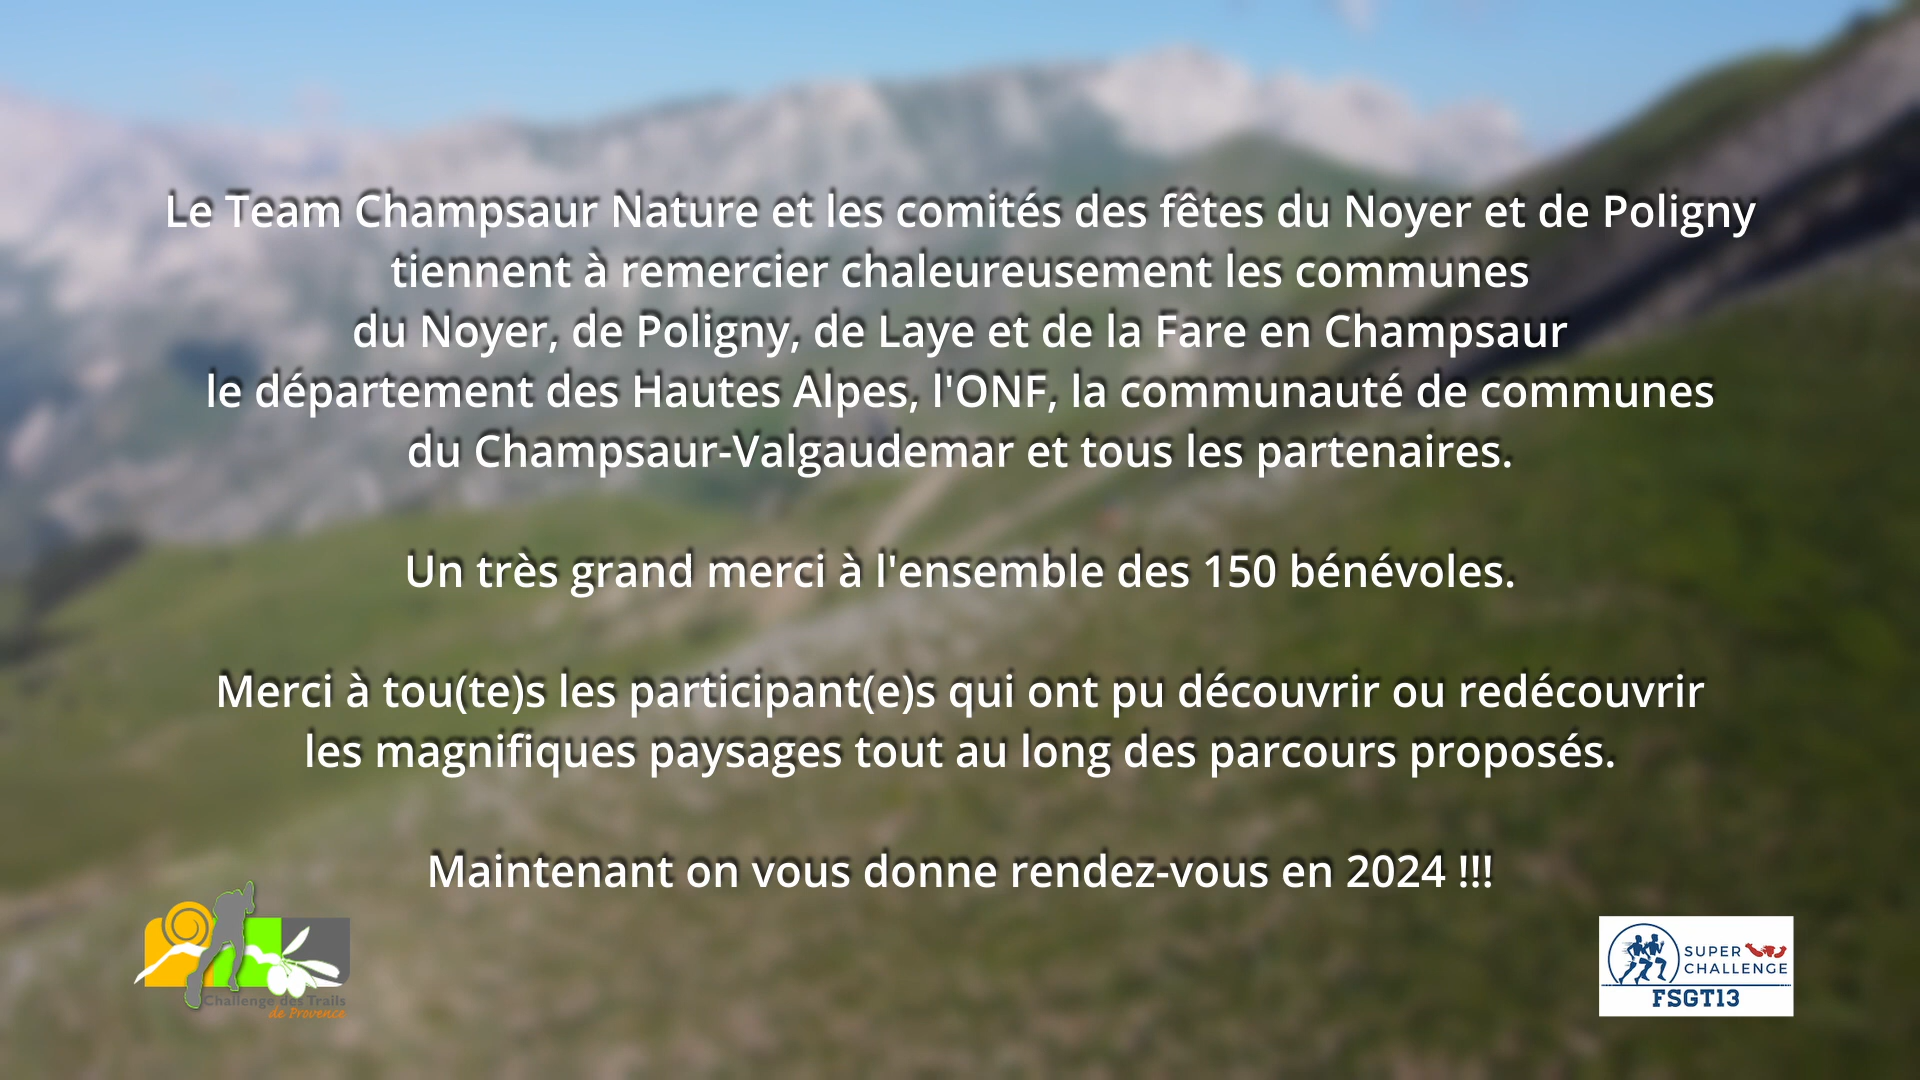 Le Team Champsaur Nature et les comités des fêtes du Noyer et de Poligny
tiennent à remercier chaleureusement les communes
du Noyer, de Poligny, de Laye et de la Fare en Champsaur
le département des Hautes Alpes, l'ONF, la communauté de communes
du Champsaur-Valgaudemar et tous les partenaires.
Un très grand merci à l'ensemble des 150 bénévoles.
Merci à tou(te)s les participant(e)s qui ont pu découvrir ou redécouvrir
les magnifiques paysages tout au long des parcours proposés.
Maintenant on vous donne rendez-vous en 2024 !!!
Challenge des Trails
de Provence
SUPER
CHALLENGE
FSGT13